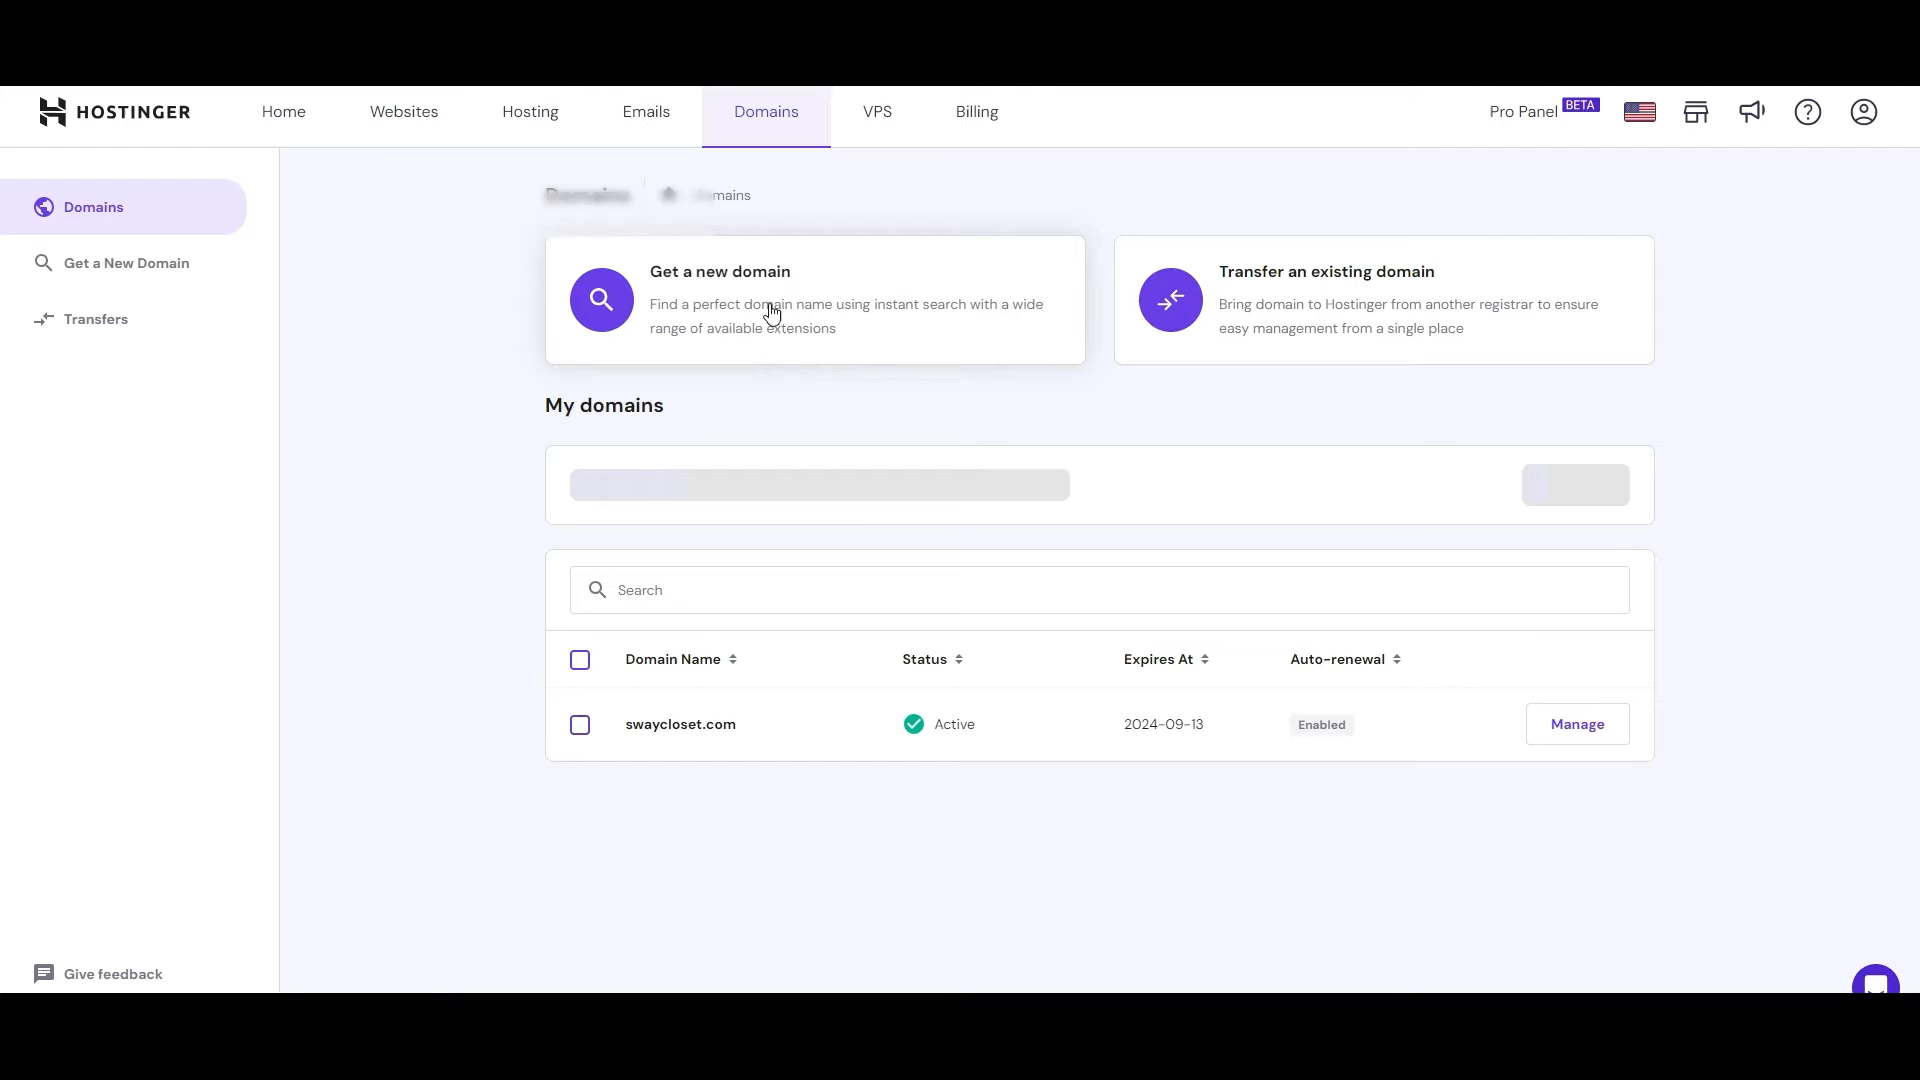 HOSTINGER
Home
Websites
Hosting
Emails
Domains
VPS
Billing
Pro Panel BETA
Domains
Get a New Domain
Transfers
Give feedback
Domains
Get a new domain
Find a perfect domain name using instant search with a wide
range of available extensions
Transfer an existing domain
Bring domain to Hostinger from another registrar to ensure
easy management from a single place
My domains
Search
Domain Name
Status
Expires At
Auto-renewal
swaycloset.com
Active
2024-09-13
Enabled
Manage